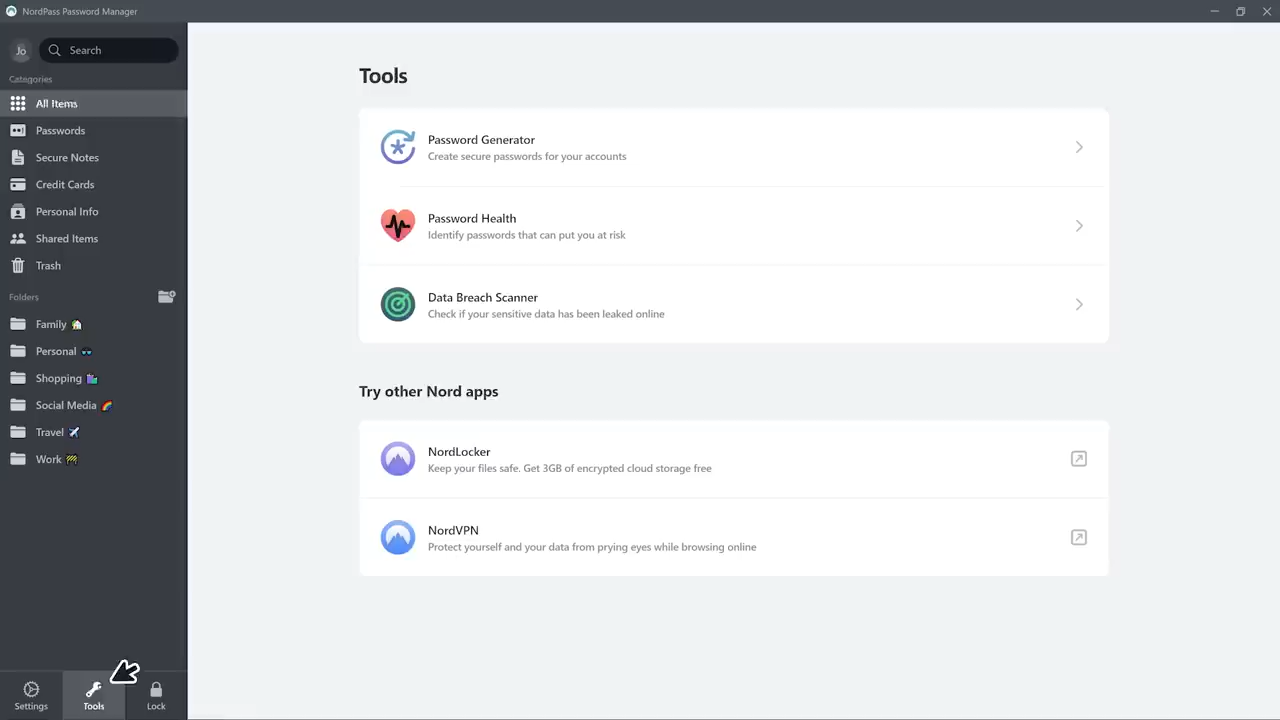 NordPass Password Manager
Jo
Search
Categories
All Items
Passwords
Secure Notes
Credit Cards
Personal Info
Shared Items
Trash
Folders
Family
Personal
Shopping
Social Media
Travel
Work
Settings
Tools
Lock
Tools
Password Generator
Create secure passwords for your accounts
Password Health
Identify passwords that can put you at risk
Data Breach Scanner
Check if your sensitive data has been leaked online
Try other Nord apps
NordLocker
Keep your files safe. Get 3GB of encrypted cloud storage free
NordVPN
Protect yourself and your data from prying eyes while browsing online